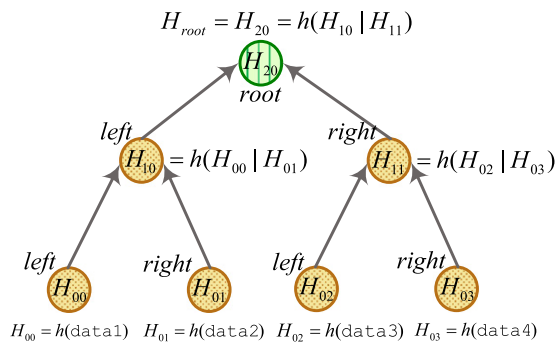 H_root = H_20 = h(H_10 | H_11)
H_20
root
left right
H_10 = h(H_00 | H_01) H_11 = h(H_02 | H_03)
left right left right
H_00 H_01 H_02 H_03
H_00 = h(data1) H_01 = h(data2) H_02 = h(data3) H_03 = h(data4)